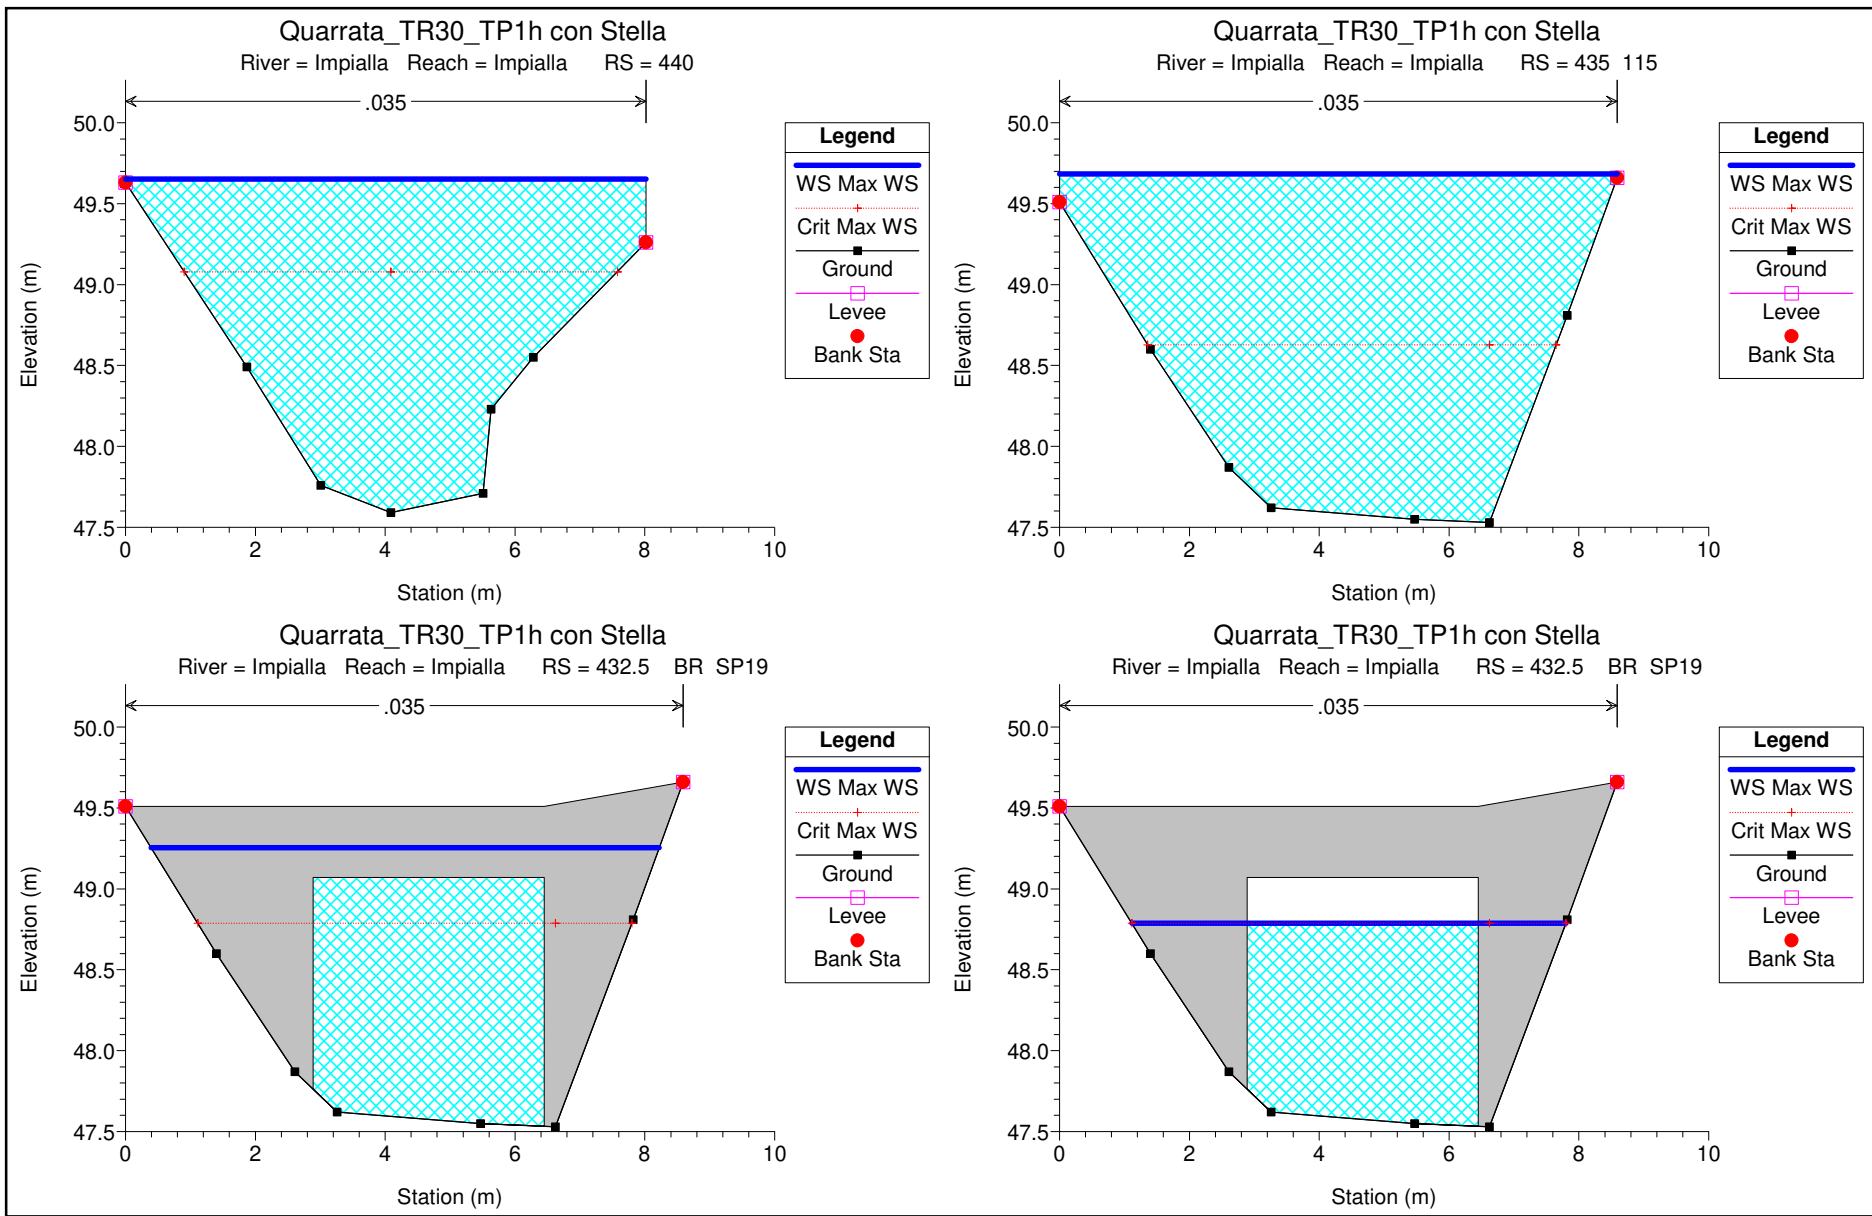 Quarrata_TR30_TP1h con Stella
River = Impialla Reach = Impialla RS = 440
.035
50.0
49.5
49.0
48.5
48.0
47.5
0 2 4 6 8 10
Elevation (m)
Station (m)
Legend
WS Max WS
Crit Max WS
Ground
Levee
Bank Sta
Quarrata_TR30_TP1h con Stella
River = Impialla Reach = Impialla RS = 435 115
.035
50.0
49.5
49.0
48.5
48.0
47.5
0 2 4 6 8 10
Elevation (m)
Station (m)
Legend
WS Max WS
Crit Max WS
Ground
Levee
Bank Sta
Quarrata_TR30_TP1h con Stella
River = Impialla Reach = Impialla RS = 432.5 BR SP19
.035
50.0
49.5
49.0
48.5
48.0
47.5
0 2 4 6 8 10
Elevation (m)
Station (m)
Legend
WS Max WS
Crit Max WS
Ground
Levee
Bank Sta
Quarrata_TR30_TP1h con Stella
River = Impialla Reach = Impialla RS = 432.5 BR SP19
.035
50.0
49.5
49.0
48.5
48.0
47.5
0 2 4 6 8 10
Elevation (m)
Station (m)
Legend
WS Max WS
Crit Max WS
Ground
Levee
Bank Sta